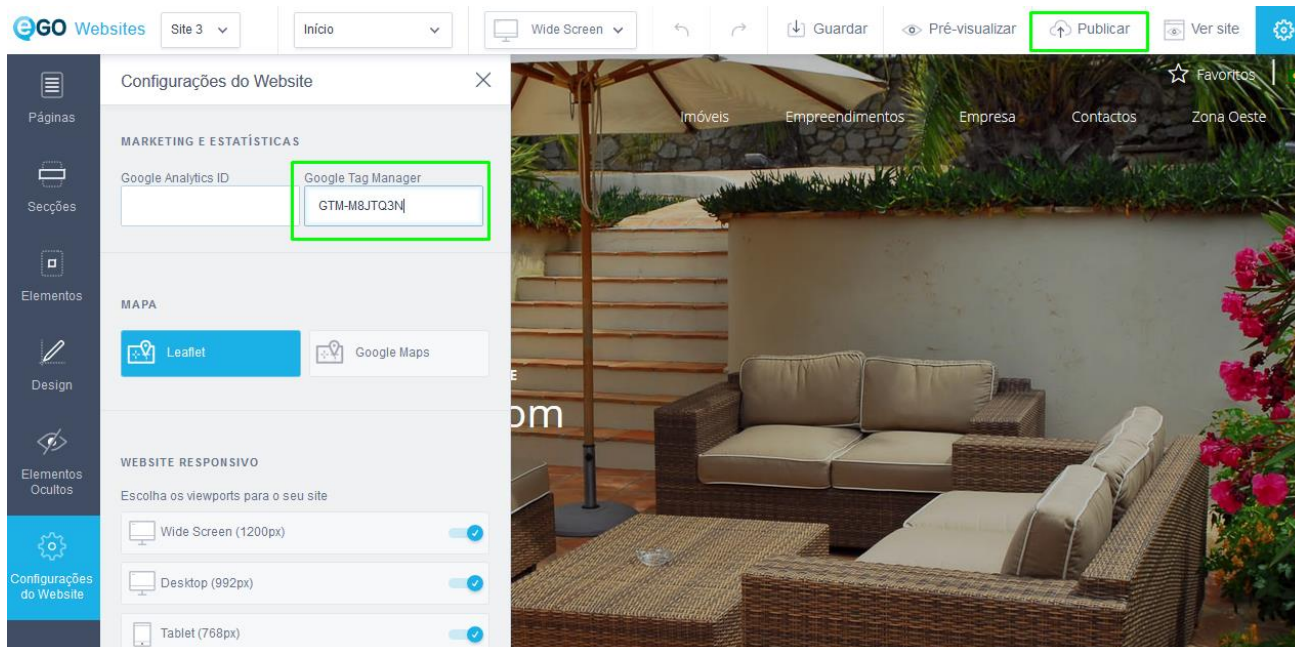 eGO Websites
Site 3
Início
Wide Screen
Guardar
Pré-visualizar
Publicar
Ver site
Páginas
Secções
Elementos
Design
Elementos
Ocultos
Configurações
do Website
Configurações do Website
MARKETING E ESTATÍSTICAS
Google Analytics ID
Google Tag Manager
GTM-M8JTQ3N
MAPA
Leaflet
Google Maps
WEBSITE RESPONSIVO
Escolha os viewports para o seu site
Wide Screen (1200px)
Desktop (992px)
Tablet (768px)
Favoritos
Imóveis
Empreendimentos
Empresa
Contactos
Zona Oeste
E
om